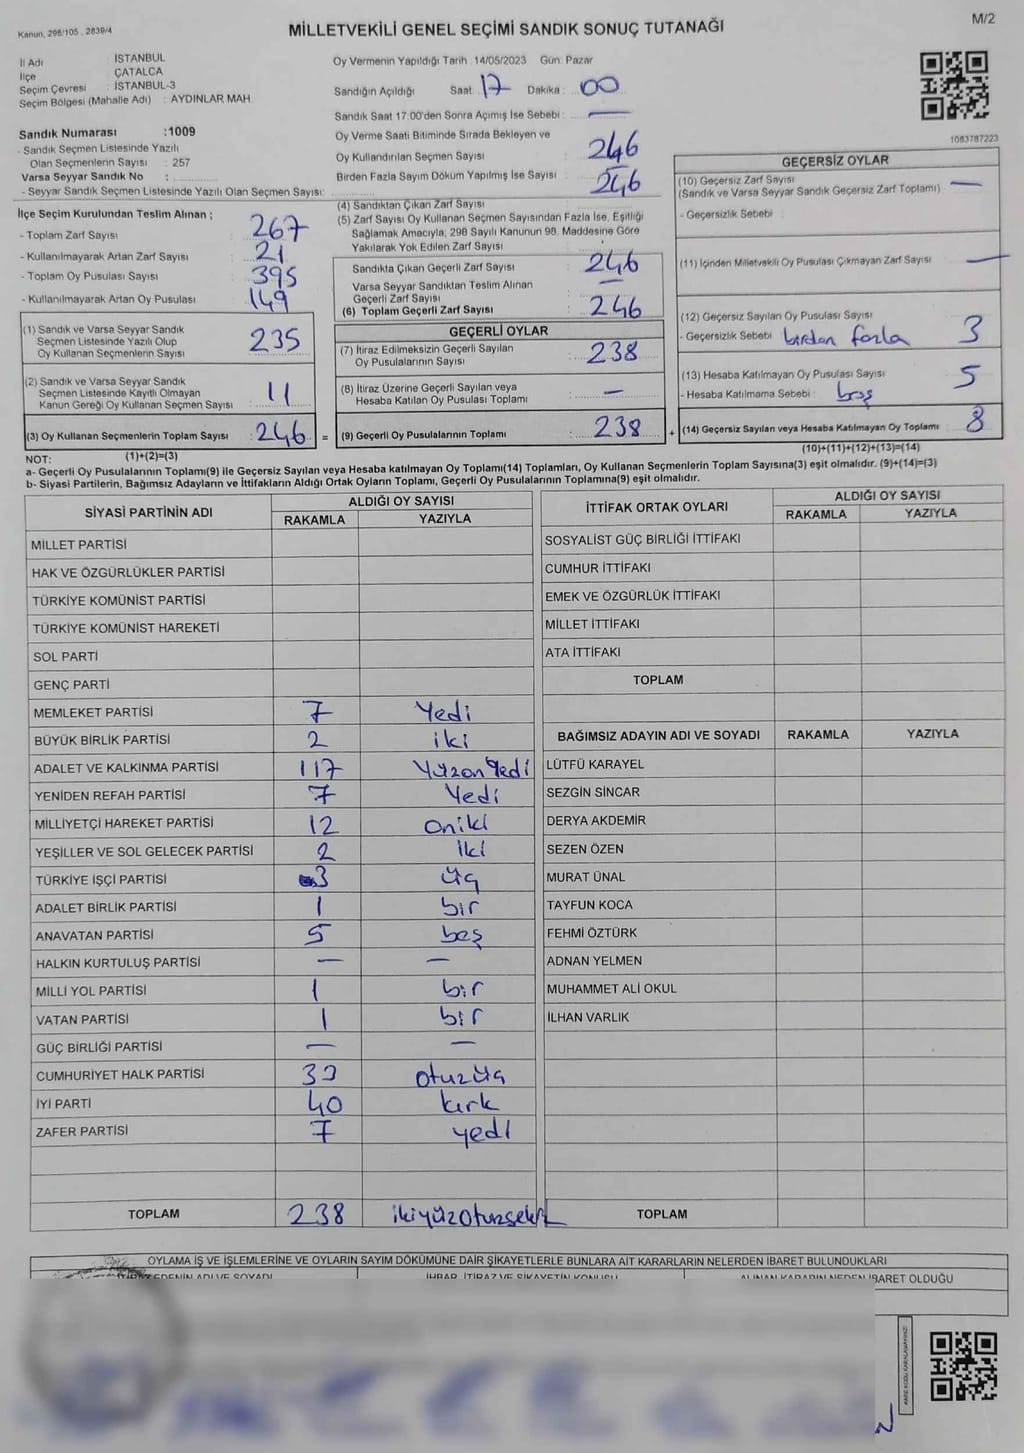 Kanun, 298/105 , 2839/4
MİLLETVEKİLİ GENEL SEÇİMİ SANDIK SONUÇ TUTANAĞI
M/2
İl Adı : İSTANBUL
İlçe : ÇATALCA
Seçim Çevresi : İSTANBUL-3
Seçim Bölgesi (Mahalle Adı) : AYDINLAR MAH.
Sandık Numarası :1009
- Sandık Seçmen Listesinde Yazılı
Olan Seçmenlerin Sayısı : 257
Varsa Seyyar Sandık No :
- Seyyar Sandık Seçmen Listesinde Yazılı Olan Seçmen Sayısı:
Oy Vermenin Yapıldığı Tarih :14/05/2023 Gün: Pazar
Sandığın Açıldığı Saat: 17 Dakika: 00
Sandık Saat 17.00'den Sonra Açımış İse Sebebi : —
Oy Verme Saati Bitiminde Sırada Bekleyen ve
Oy Kullandırılan Seçmen Sayısı : 246
Birden Fazla Sayım Döküm Yapılmış İse Sayısı : —
1083787223
İlçe Seçim Kurulundan Teslim Alınan ;
- Toplam Zarf Sayısı : 267
- Kullanılmayarak Artan Zarf Sayısı : 21
- Toplam Oy Pusulası Sayısı : 395
- Kullanılmayarak Artan Oy Pusulası : 149
(1) Sandık ve Varsa Seyyar Sandık
Seçmen Listesinde Yazılı Olup
Oy Kullanan Seçmenlerin Sayısı : 235
(2) Sandık ve Varsa Seyyar Sandık
Seçmen Listesinde Kayıtlı Olmayan
Kanun Gereği Oy Kullanan Seçmen Sayısı : 11
(3) Oy Kullanan Seçmenlerin Toplam Sayısı : 246
(1)+(2)=(3)
(4) Sandıktan Çıkan Zarf Sayısı : 246
(5) Zarf Sayısı Oy Kullanan Seçmen Sayısından Fazla İse, Eşitliği
Sağlamak Amacıyla; 298 Sayılı Kanunun 98. Maddesine Göre
Yakılarak Yok Edilen Zarf Sayısı
Sandıkta Çıkan Geçerli Zarf Sayısı : 246
Varsa Seyyar Sandıktan Teslim Alınan
Geçerli Zarf Sayısı : —
(6) Toplam Geçerli Zarf Sayısı : 246
GEÇERLİ OYLAR
(7) İtiraz Edilmeksizin Geçerli Sayılan
Oy Pusulalarının Sayısı : 238
(8) İtiraz Üzerine Geçerli Sayılan veya
Hesaba Katılan Oy Pusulası Toplamı : —
= (9) Geçerli Oy Pusulalarının Toplamı : 238 +
GEÇERSİZ OYLAR
(10) Geçersiz Zarf Sayısı —
(Sandık ve Varsa Seyyar Sandık Geçersiz Zarf Toplamı)
- Geçersizlik Sebebi :
(11) İçinden Milletvekili Oy Pusulası Çıkmayan Zarf Sayısı —
(12) Geçersiz Sayılan Oy Pusulası Sayısı 3
- Geçersizlik Sebebi : birden fazla
(13) Hesaba Katılmayan Oy Pusulası Sayısı 5
- Hesaba Katılmama Sebebi : boş
(14) Geçersiz Sayılan veya Hesaba Katılmayan Oy Toplamı : 8
(10)+(11)+(12)+(13)=(14)
NOT:
a- Geçerli Oy Pusulalarının Toplamı(9) ile Geçersiz Sayılan veya Hesaba katılmayan Oy Toplamı(14) Toplamları, Oy Kullanan Seçmenlerin Toplam Sayısına(3) eşit olmalıdır. (9)+(14)=(3)
b- Siyasi Partilerin, Bağımsız Adayların ve İttifakların Aldığı Ortak Oyların Toplamı, Geçerli Oy Pusulalarının Toplamına(9) eşit olmalıdır.
SİYASİ PARTİNİN ADI
ALDIĞI OY SAYISI
RAKAMLA YAZIYLA
MİLLET PARTİSİ
HAK VE ÖZGÜRLÜKLER PARTİSİ
TÜRKİYE KOMÜNİST PARTİSİ
TÜRKİYE KOMÜNİST HAREKETİ
SOL PARTİ
GENÇ PARTİ
MEMLEKET PARTİSİ 7 Yedi
BÜYÜK BİRLİK PARTİSİ 2 iki
ADALET VE KALKINMA PARTİSİ 117 Yüzon Yedi
YENİDEN REFAH PARTİSİ 7 Yedi
MİLLİYETÇİ HAREKET PARTİSİ 12 oniki
YEŞİLLER VE SOL GELECEK PARTİSİ 2 iki
TÜRKİYE İŞÇİ PARTİSİ 3 üç
ADALET BİRLİK PARTİSİ 1 bir
ANAVATAN PARTİSİ 5 beş
HALKIN KURTULUŞ PARTİSİ — —
MİLLİ YOL PARTİSİ 1 bir
VATAN PARTİSİ 1 bir
GÜÇ BİRLİĞİ PARTİSİ — —
CUMHURİYET HALK PARTİSİ 33 otuzüç
İYİ PARTİ 40 kırk
ZAFER PARTİSİ 7 yedi
TOPLAM 238 ikiyüzotuzsekiz
İTTİFAK ORTAK OYLARI
ALDIĞI OY SAYISI
RAKAMLA YAZIYLA
SOSYALİST GÜÇ BİRLİĞİ İTTİFAKI
CUMHUR İTTİFAKI
EMEK VE ÖZGÜRLÜK İTTİFAKI
MİLLET İTTİFAKI
ATA İTTİFAKI
TOPLAM
BAĞIMSIZ ADAYIN ADI VE SOYADI RAKAMLA YAZIYLA
LÜTFÜ KARAYEL
SEZGİN SİNCAR
DERYA AKDEMİR
SEZEN ÖZEN
MURAT ÜNAL
TAYFUN KOCA
FEHMİ ÖZTÜRK
ADNAN YELMEN
MUHAMMET ALİ OKUL
İLHAN VARLIK
TOPLAM
OYLAMA İŞ VE İŞLEMLERİNE VE OYLARIN SAYIM DÖKÜMÜNE DAİR ŞİKAYETLERLE BUNLARA AİT KARARLARIN NELERDEN İBARET BULUNDUKLARI
ADI VE SOYADI İHBAR, İTİRAZ VE ŞİKAYETİN KONUSU ALINAN KARARIN NEDEN İBARET OLDUĞU